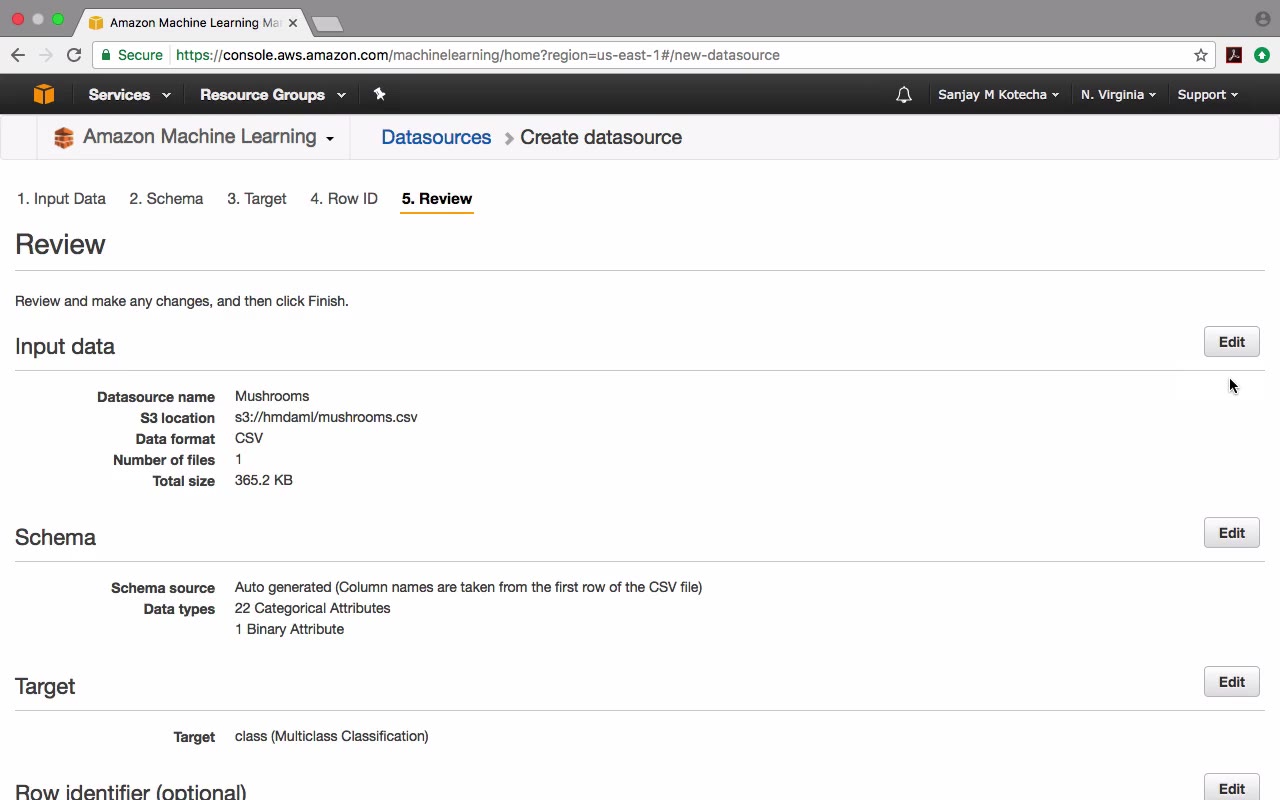 Amazon Machine Learning Ma
Secure https://console.aws.amazon.com/machinelearning/home?region=us-east-1#/new-datasource
Services Resource Groups Sanjay M Kotecha N. Virginia Support
Amazon Machine Learning Datasources Create datasource
1. Input Data 2. Schema 3. Target 4. Row ID 5. Review
Review
Review and make any changes, and then click Finish.
Input data Edit
Datasource name Mushrooms
S3 location s3://hmdaml/mushrooms.csv
Data format CSV
Number of files 1
Total size 365.2 KB
Schema Edit
Schema source Auto generated (Column names are taken from the first row of the CSV file)
Data types 22 Categorical Attributes
1 Binary Attribute
Target Edit
Target class (Multiclass Classification)
Row identifier (optional) Edit